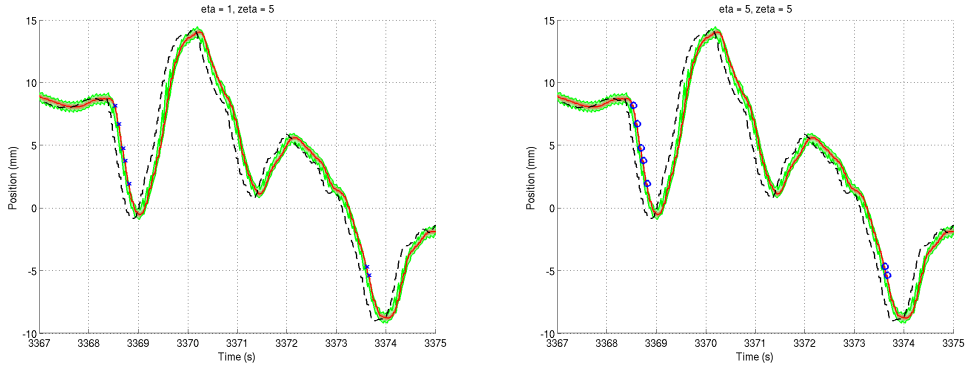 eta = 1, zeta = 5
15
10
5
0
-5
-10
Position (mm)
3367 3368 3369 3370 3371 3372 3373 3374 3375
Time (s)
eta = 5, zeta = 5
15
10
5
0
-5
-10
Position (mm)
3367 3368 3369 3370 3371 3372 3373 3374 3375
Time (s)